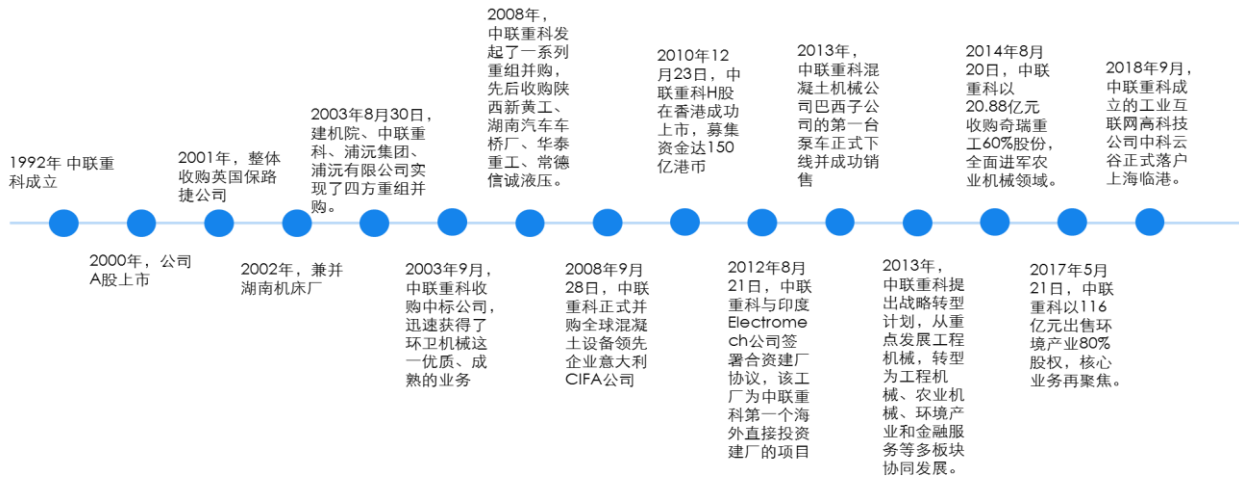 1992年 中联重
科成立
2000年，公司
A股上市
2001年，整体
收购英国保路
捷公司
2002年，兼并
湖南机床厂
2003年8月30日，
建机院、中联重
科、浦沅集团、
浦沅有限公司实
现了四方重组并
购。
2003年9月，
中联重科收
购中标公司，
迅速获得了
环卫机械这
一优质、成
熟的业务
2008年，
中联重科发
起了一系列
重组并购，
先后收购陕
西新黄工、
湖南汽车车
桥厂、华泰
重工、常德
信诚液压。
2008年9月
28日，中联
重科正式并
购全球混凝
土设备领先
企业意大利
CIFA公司
2010年12
月23日，中
联重科H股
在香港成功
上市，募集
资金达150
亿港币
2012年8月
21日，中联
重科与印度
Electrome
ch公司签
署合资建厂
协议，该工
厂为中联重
科第一个海
外直接投资
建厂的项目
2013年，
中联重科混
凝土机械公
司巴西子公
司的第一台
泵车正式下
线并成功销
售
2013年，
中联重科提
出战略转型
计划，从重
点发展工程
机械，转型
为工程机
械、农业机
械、环境产
业和金融服
务等多板块
协同发展。
2014年8月
20日，中联
重科以
20.88亿元
收购奇瑞重
工60%股份，
全面进军农
业机械领域。
2017年5月
21日，中联
重科以116
亿元出售环
境产业80%
股权，核心
业务再聚焦。
2018年9月，
中联重科成
立的工业互
联网高科技
公司中科云
谷正式落户
上海临港。